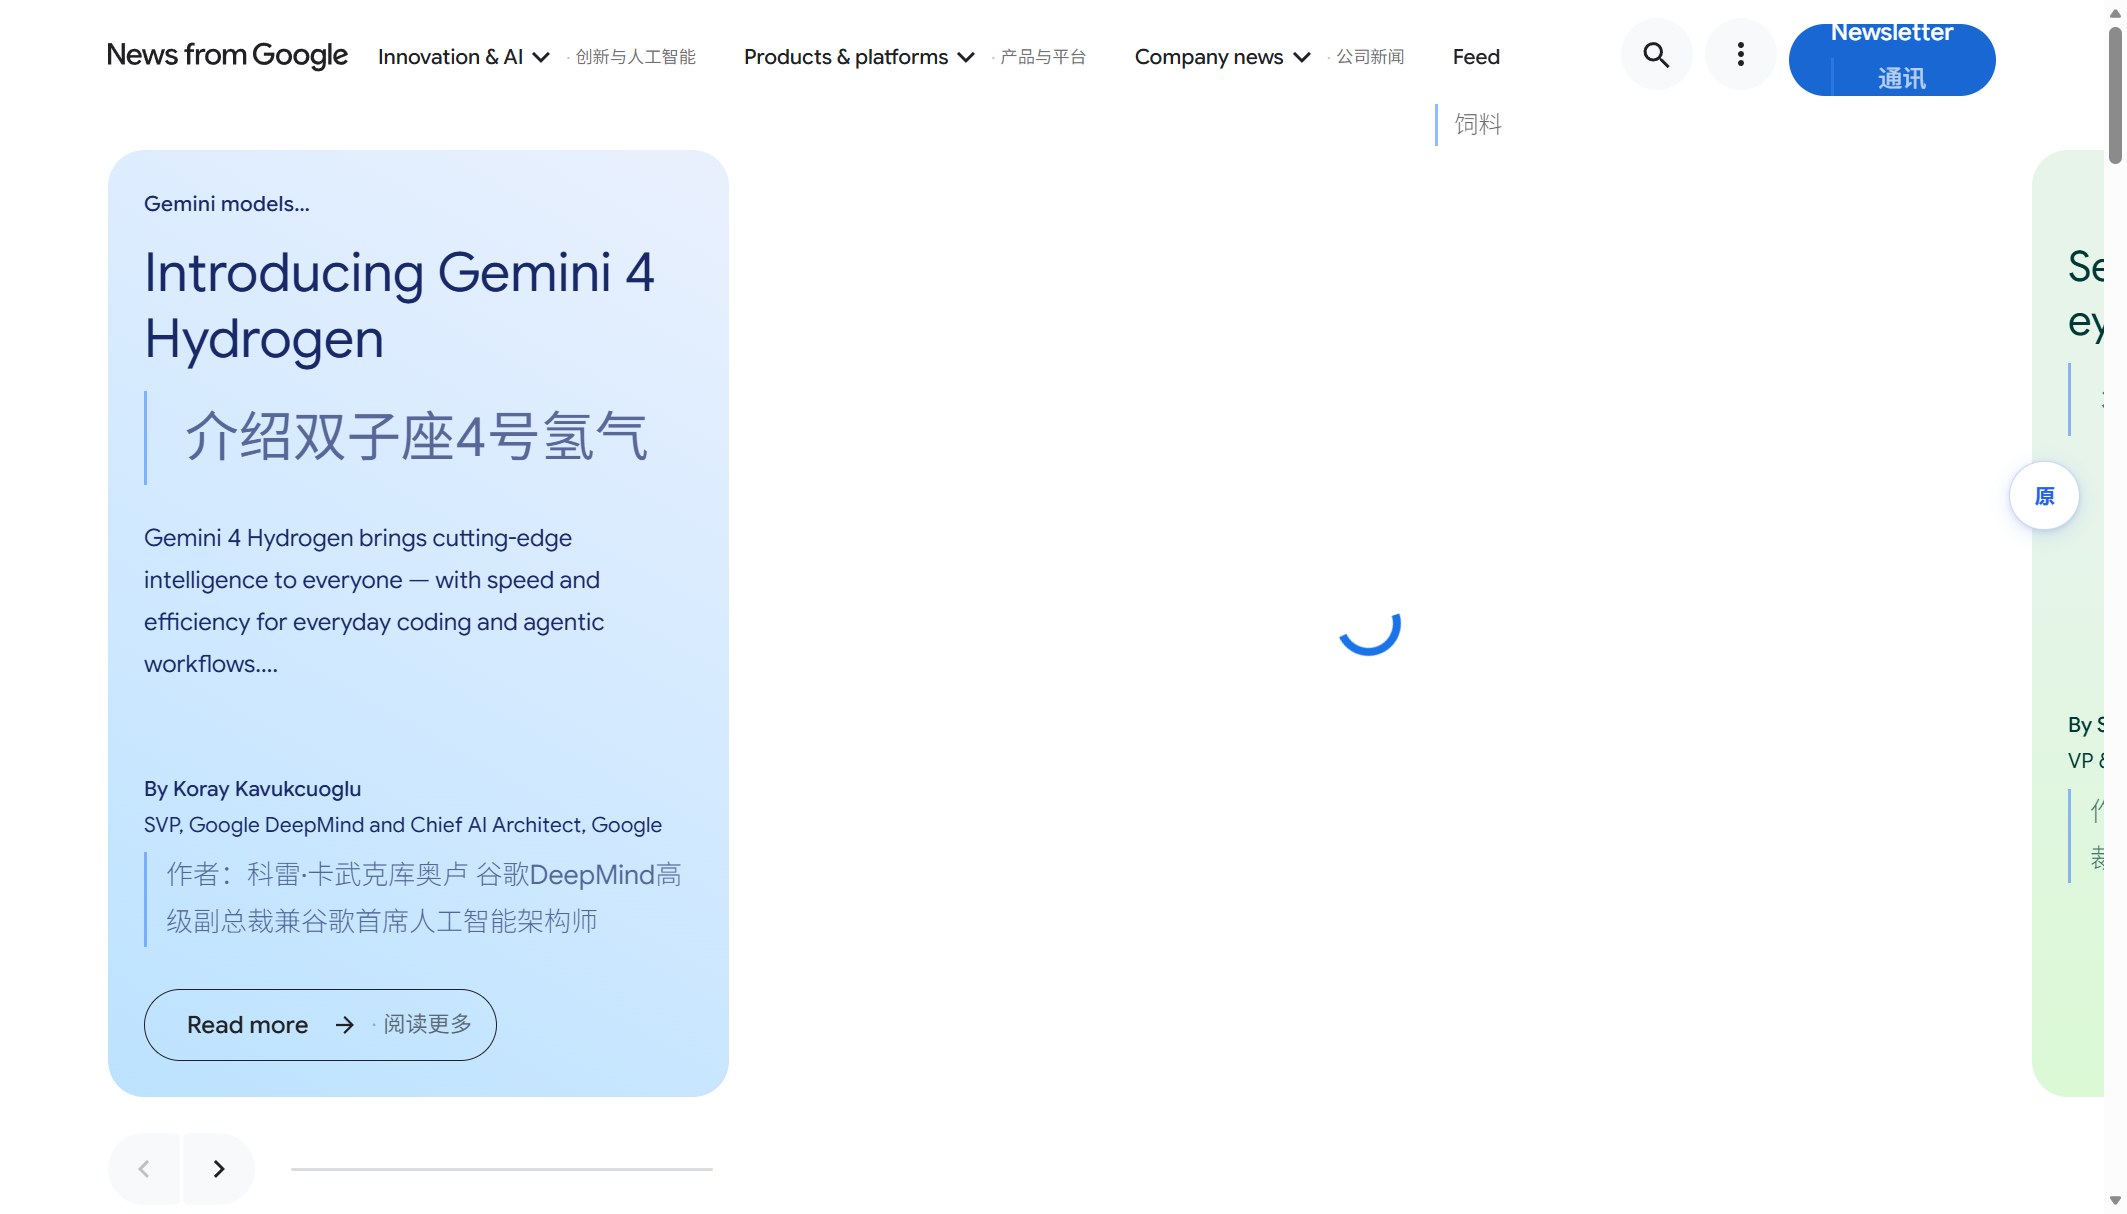 News from Google
Innovation & AI · 创新与人工智能
Products & platforms · 产品与平台
Company news · 公司新闻
Feed
饲料
Newsletter
通讯
Gemini models...
Introducing Gemini 4
Hydrogen
介绍双子座4号氢气
Gemini 4 Hydrogen brings cutting-edge
intelligence to everyone — with speed and
efficiency for everyday coding and agentic
workflows....
By Koray Kavukcuoglu
SVP, Google DeepMind and Chief AI Architect, Google
作者：科雷·卡武克库奥卢 谷歌DeepMind高
级副总裁兼谷歌首席人工智能架构师
Read more → · 阅读更多
Se
ey
原
By S
VP &